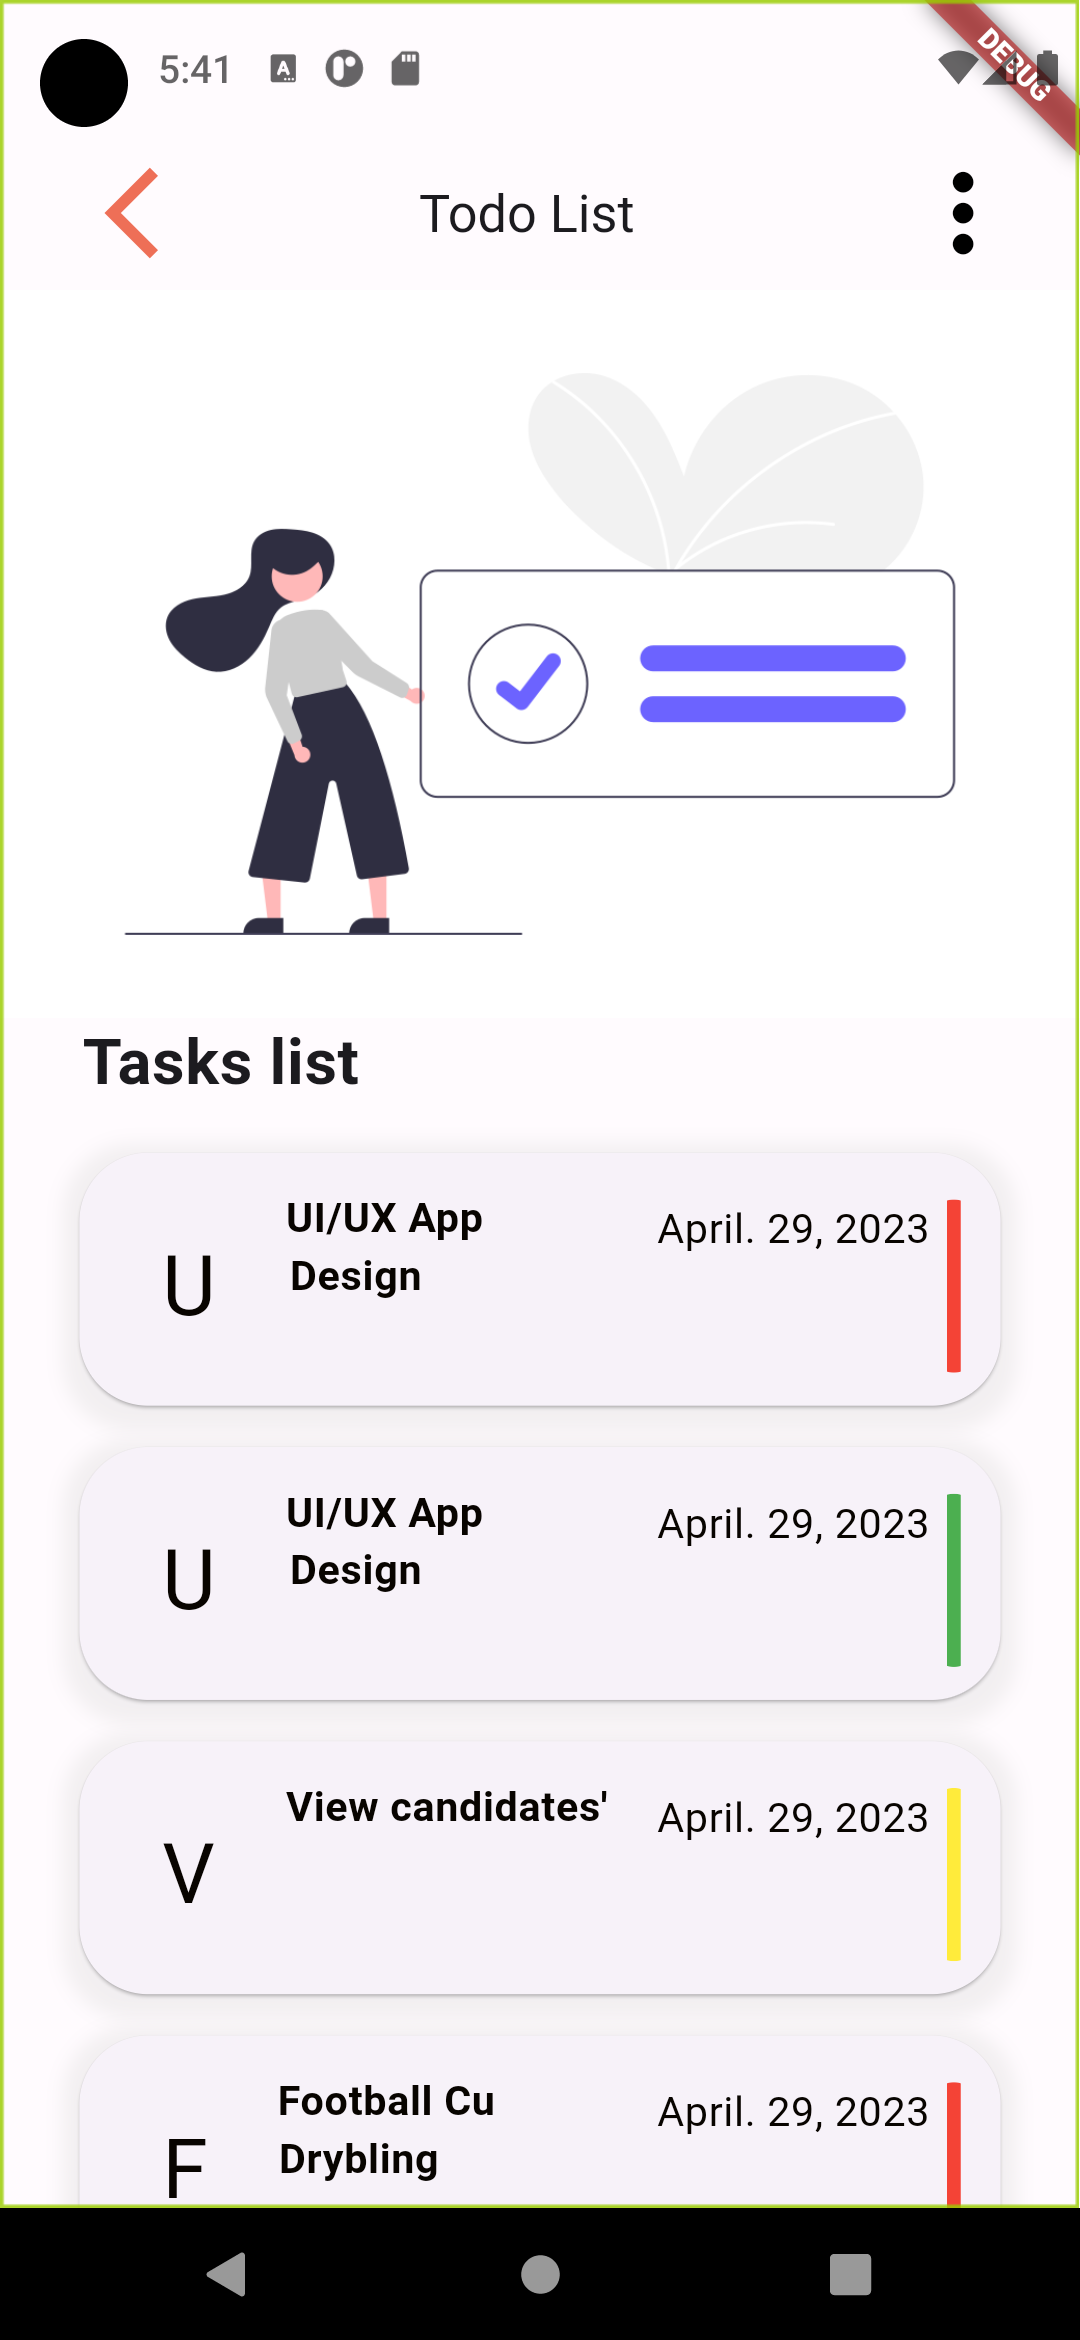 5:41
DEBUG
Todo List
Tasks list
UI/UX App
Design
April. 29, 2023
U
UI/UX App
Design
April. 29, 2023
U
View candidates'
April. 29, 2023
V
Football Cu
Drybling
April. 29, 2023
F